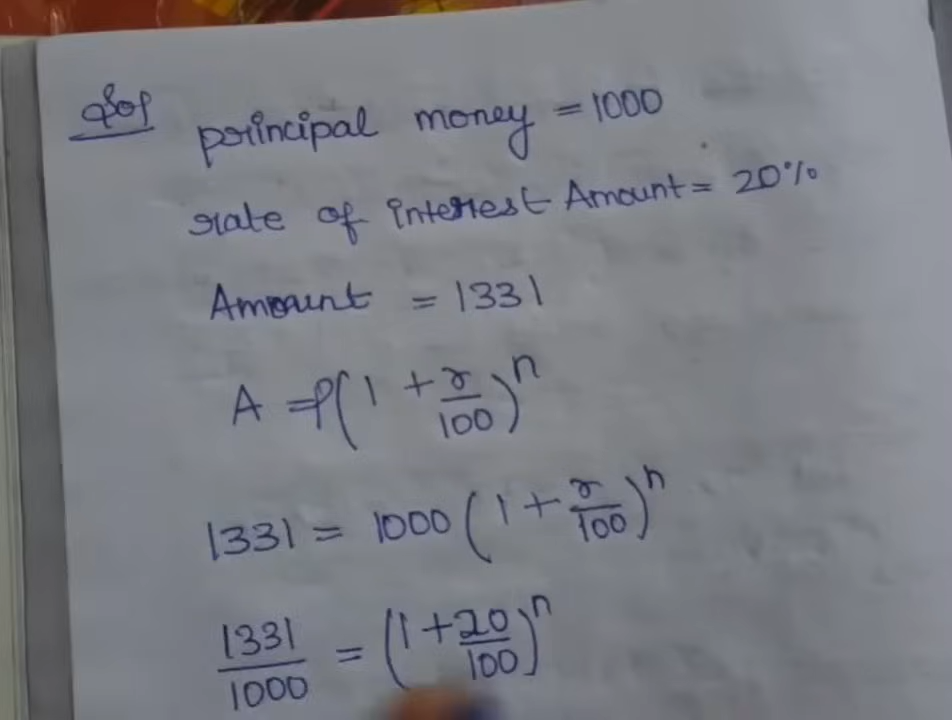 Sol
principal money = 1000
rate of interest Amount = 20%
Amount = 1331
A = P(1 + r/100)^n
1331 = 1000(1 + r/100)^n
1331/1000 = (1 + 20/100)^n